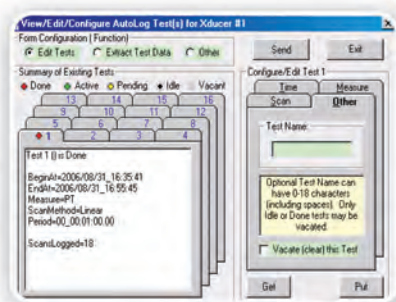 View/Edit/Configure AutoLog Test(s) for Xducer #1
Form Configuration (Function)
Edit Tests Extract Test Data Other
Send Exit
Summary of Existing Tests
Done Active Pending Idle Vacant
13 14 15 16
9 10 11 12
5 6 7 8
1 2 3 4
Test 1 () is Done
BeginAt=2006/08/31_16:35:41
EndAt=2006/08/31_16:55:45
Measure=PT
ScanMethod=Linear
Period=00_00:01:00.00
ScansLogged=18
Configure/Edit Test 1
Time Measure
Scan Other
Test Name:
Optional Test Name can
have 0-18 characters
(including spaces). Only
Idle or Done tests may be
vacated.
Vacate (clear) this Test
Get Put